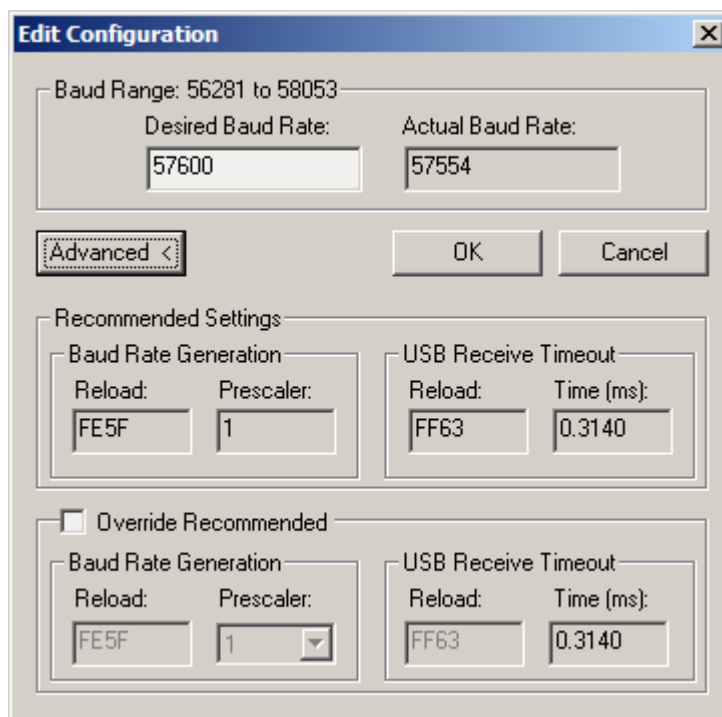 Edit Configuration
Baud Range: 56281 to 58053
Desired Baud Rate: Actual Baud Rate:
57600 57554
Advanced < OK Cancel
Recommended Settings
Baud Rate Generation USB Receive Timeout
Reload: Prescaler: Reload: Time (ms):
FE5F 1 FF63 0.3140
Override Recommended
Baud Rate Generation USB Receive Timeout
Reload: Prescaler: Reload: Time (ms):
FE5F 1 FF63 0.3140